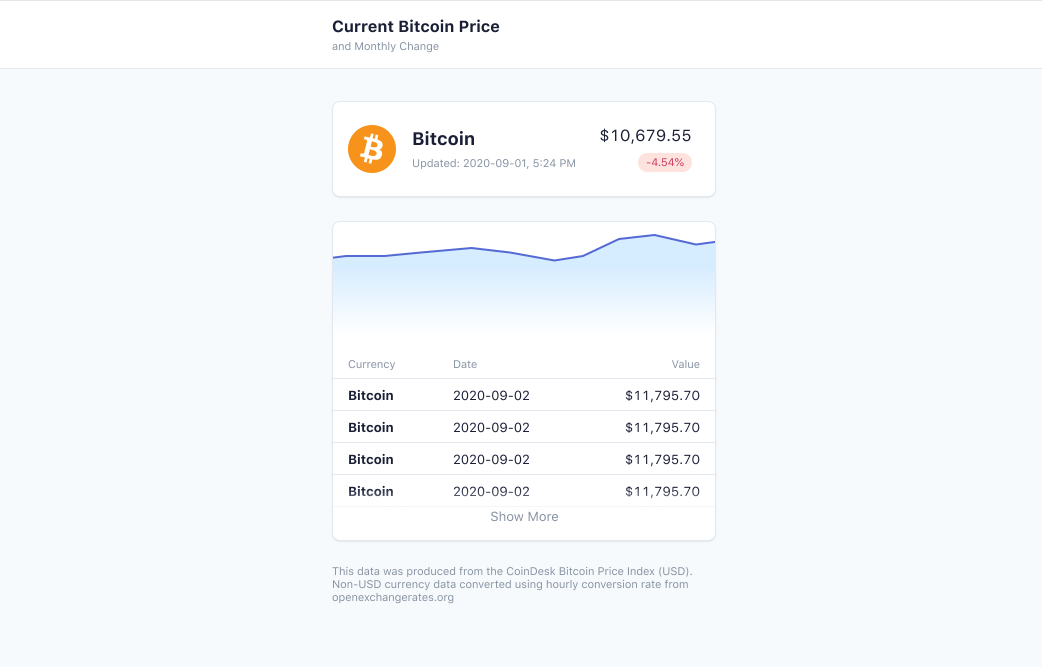 Current Bitcoin Price
and Monthly Change
Bitcoin
$10,679.55
Updated: 2020-09-01, 5:24 PM
-4.54%
Currency Date Value
Bitcoin 2020-09-02 $11,795.70
Bitcoin 2020-09-02 $11,795.70
Bitcoin 2020-09-02 $11,795.70
Bitcoin 2020-09-02 $11,795.70
Show More
This data was produced from the CoinDesk Bitcoin Price Index (USD).
Non-USD currency data converted using hourly conversion rate from
openexchangerates.org